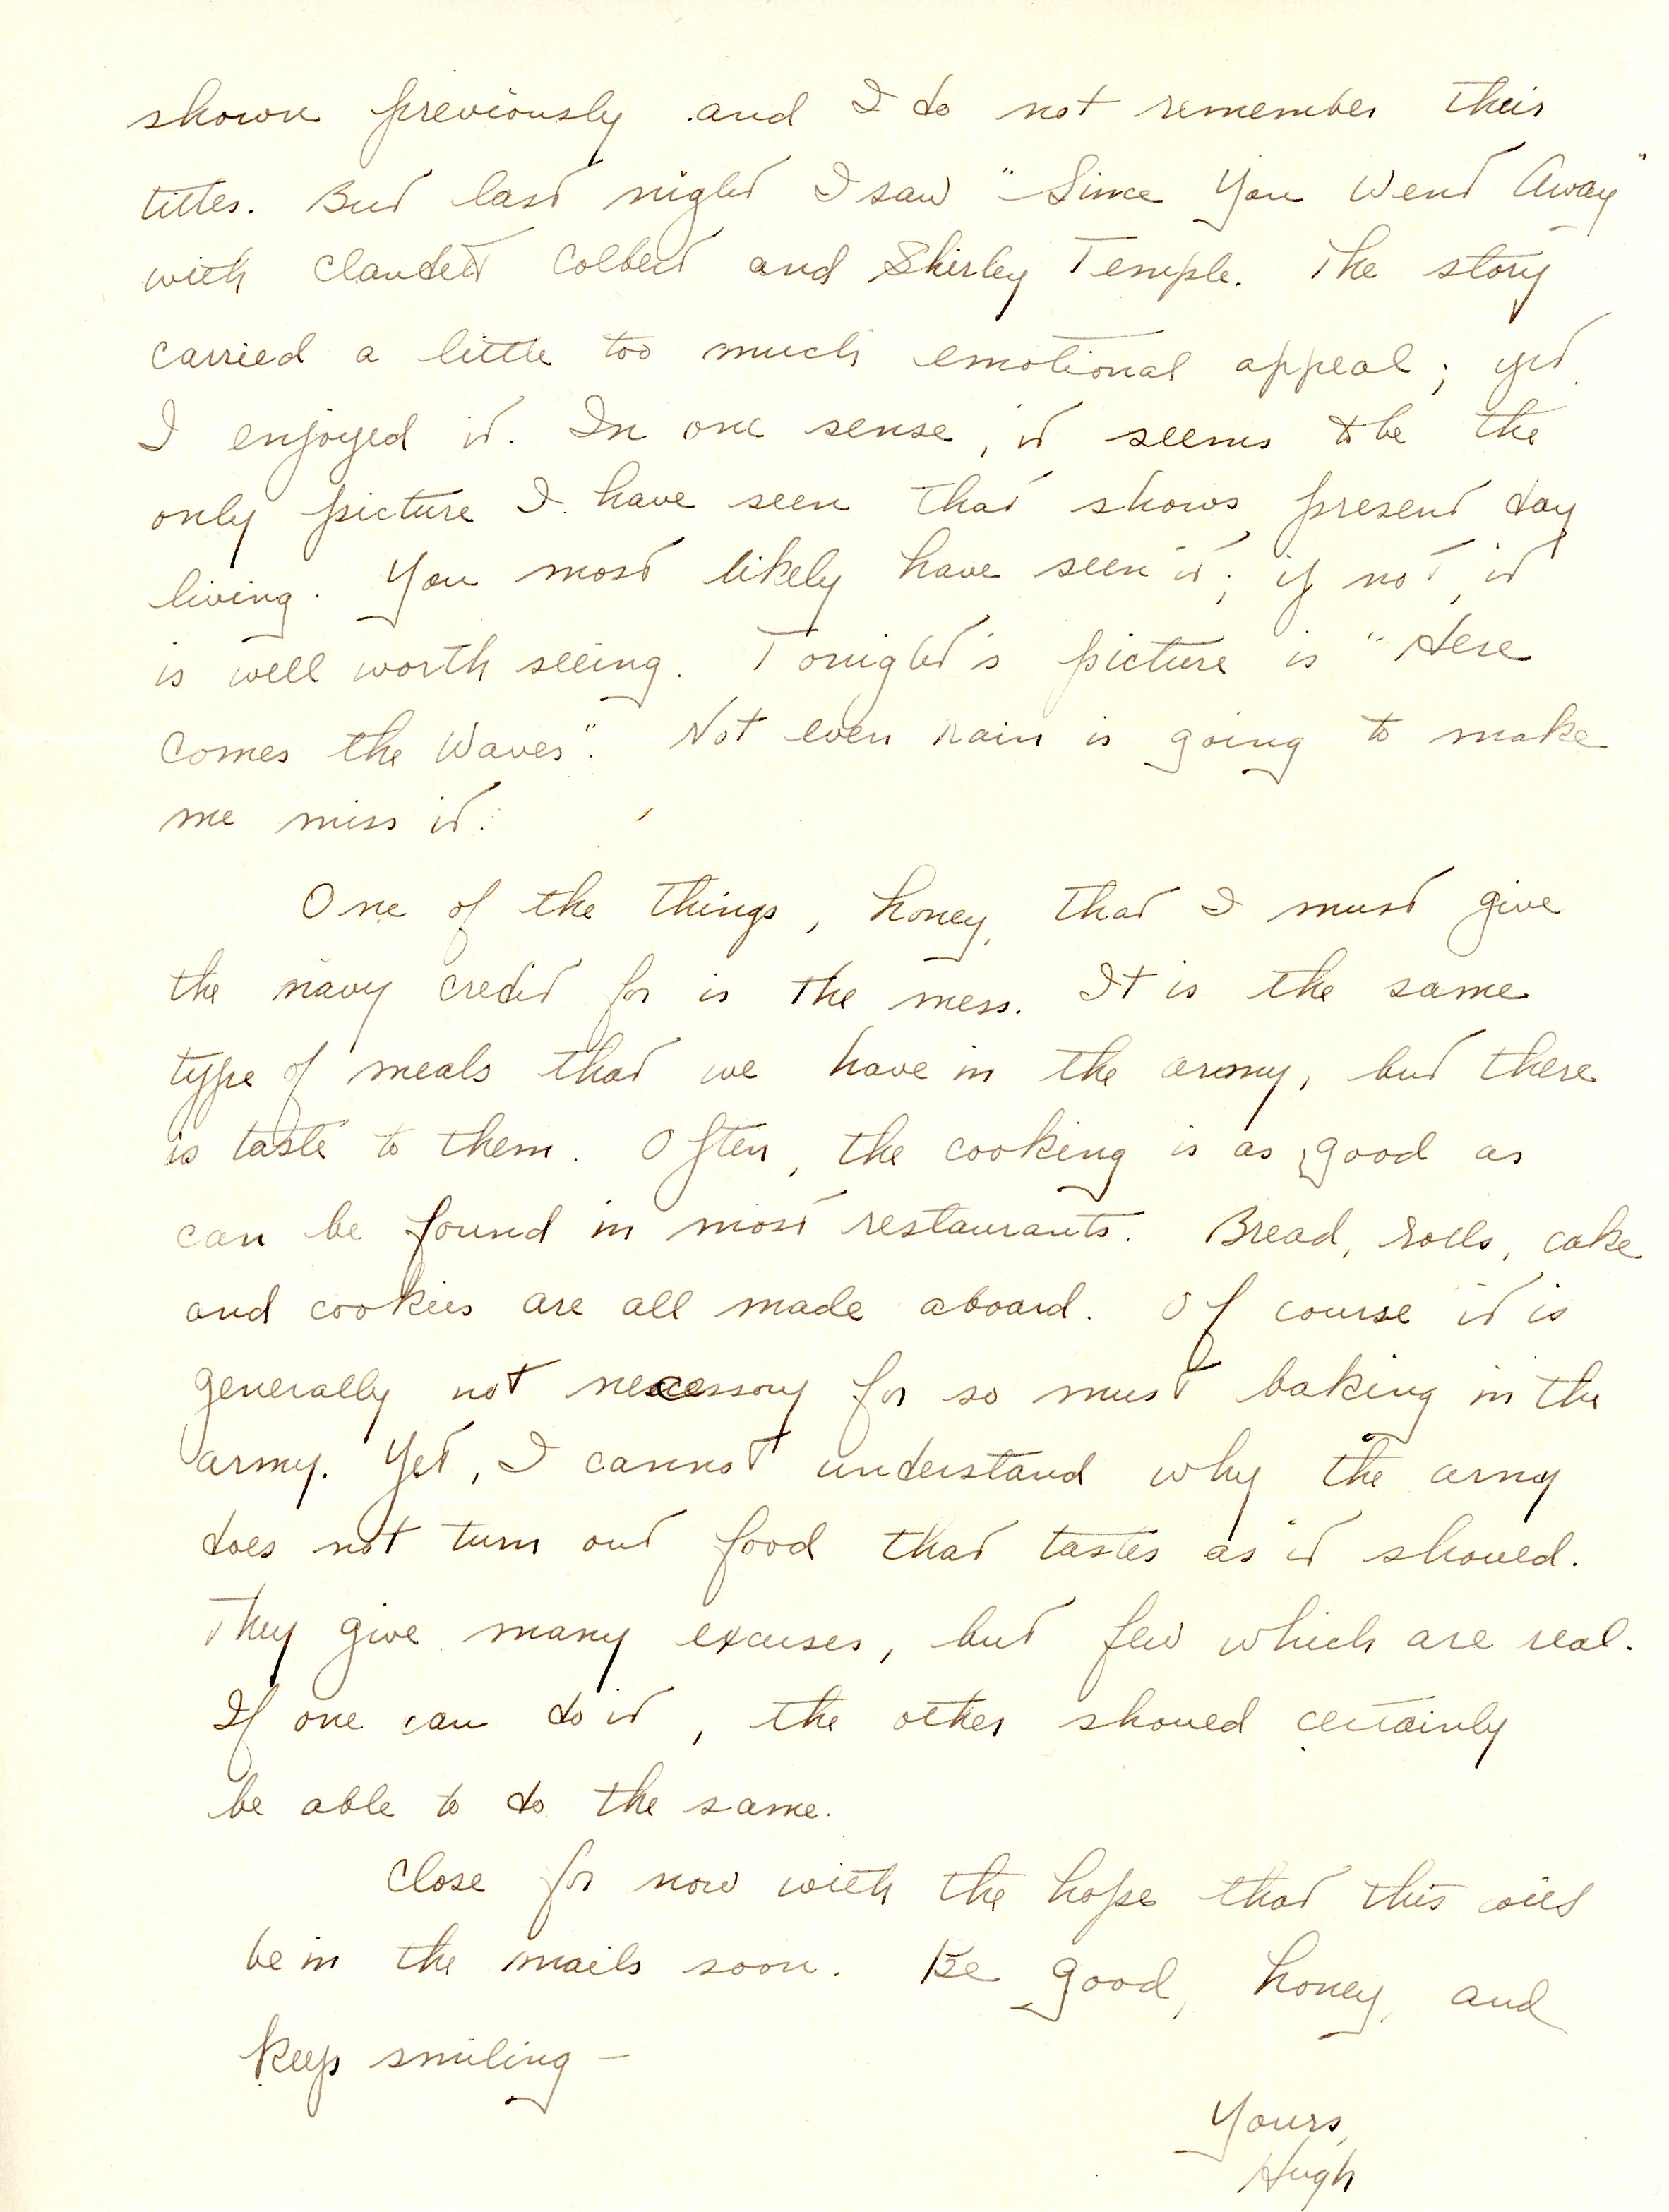 shown previously and I do not remember their
titles. But last night I saw "Since You Went Away"
with Claudett Colbert and Shirley Temple. The story
carried a little too much emotional appeal; yet
I enjoyed it. In one sense, it seems to be the
only picture I have seen that shows present day
living. You most likely have seen it; if not, it
is well worth seeing. Tonight's picture is "Here
Comes the Waves". Not even rain is going to make
me miss it.
One of the things, honey, that I must give
the navy credit for is the mess. It is the same
type of meals that we have in the army, but there
is taste to them. Often, the cooking is as good as
can be found in most restaurants. Bread, rolls, cake
and cookies are all made aboard. Of course it is
generally not necessary for so must baking in the
army. Yet, I cannot understand why the army
does not turn out food that tastes as it should.
They give many excuses, but few which are real.
If one can do it, the other should certainly
be able to do the same.
Close for now with the hope that this will
be in the mails soon. Be good, honey, and
keep smiling –
Yours,
Hugh